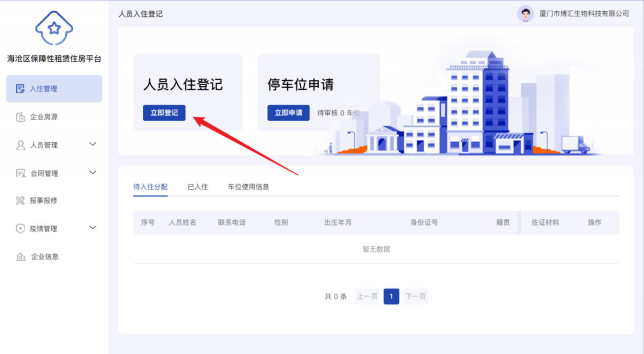 人员入住登记
厦门市博汇生物科技有限公司
海沧区保障性租赁住房平台
入住管理
企业房源
人员管理
合同管理
报事报修
疫情管理
企业信息
人员入住登记
立即登记
停车位申请
立即申请 待审核 0 车位
待入住分配 已入住 车位使用信息
序号 人员姓名 联系电话 性别 出生年月 身份证号 籍贯 佐证材料 操作
暂无数据
共 0 条 上一页 1 下一页